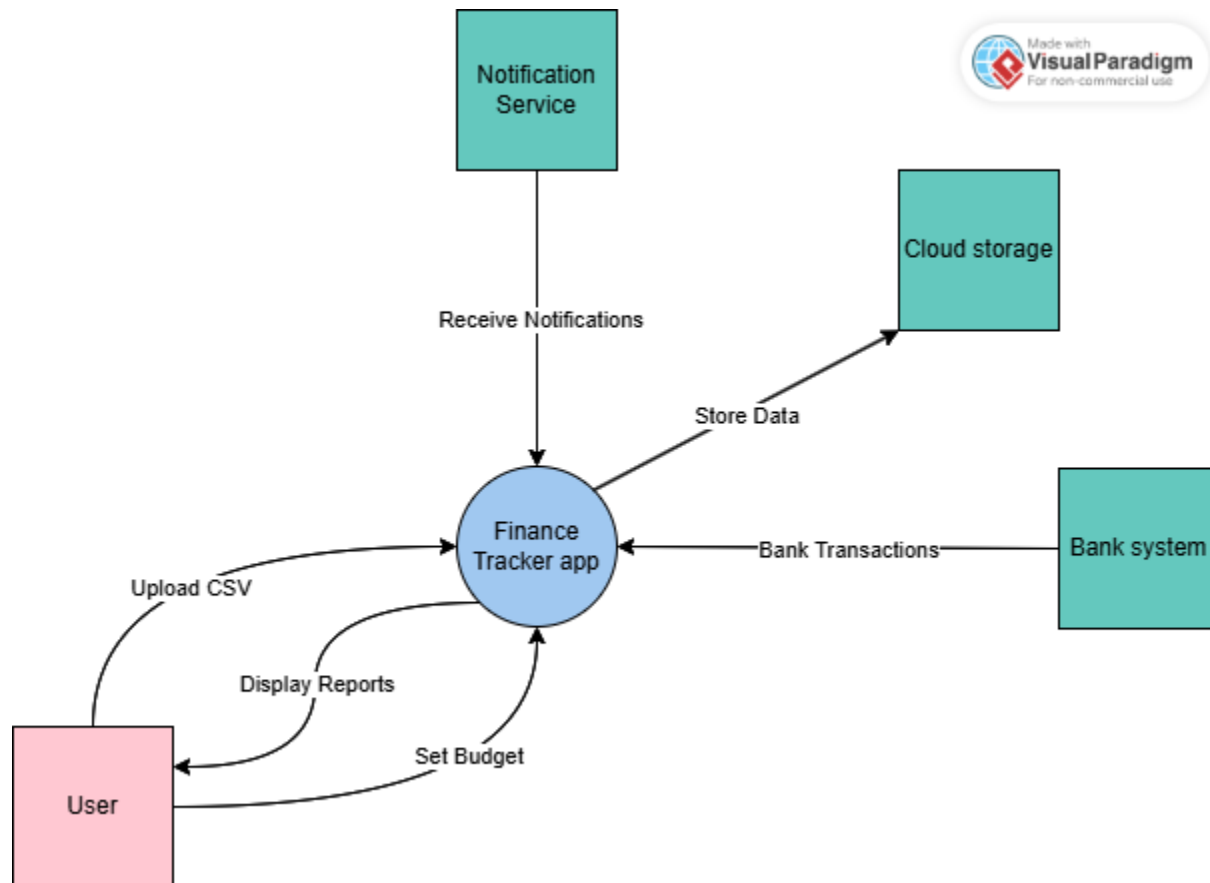 Notification
Service
Made with
Visual Paradigm
For non-commercial use
Cloud storage
Receive Notifications
Store Data
Finance
Tracker app
Bank Transactions
Bank system
Upload CSV
Display Reports
Set Budget
User